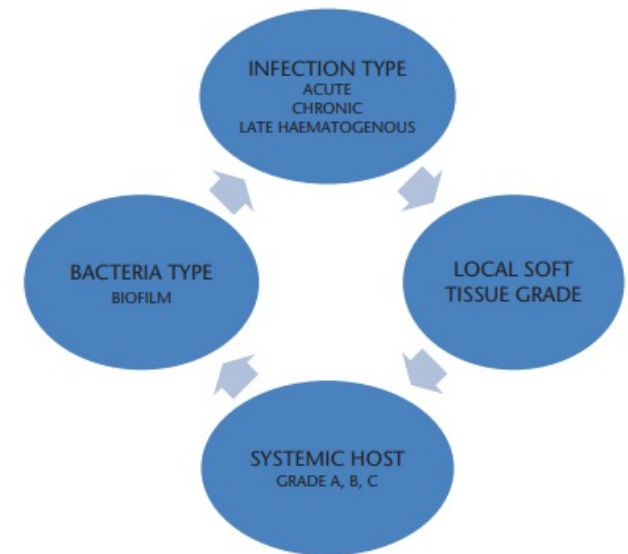 INFECTION TYPE
ACUTE
CHRONIC
LATE HAEMATOGENOUS
BACTERIA TYPE
BIOFILM
LOCAL SOFT
TISSUE GRADE
SYSTEMIC HOST
GRADE A, B, C